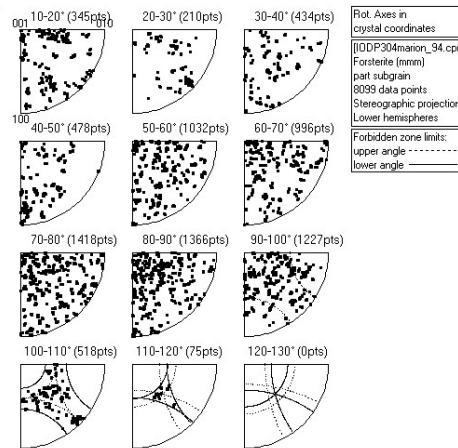 10-20° (345pts) 20-30° (210pts) 30-40° (434pts)
001 010
100
40-50° (478pts) 50-60° (1032pts) 60-70° (996pts)
70-80° (1418pts) 80-90° (1366pts) 90-100° (1227pts)
100-110° (518pts) 110-120° (75pts) 120-130° (0pts)
Rot. Axes in
crystal coordinates
[IODP304marion_94.cpr
Forsterite (mmm)
part subgrain
8099 data points
Stereographic projection
Lower hemispheres
Forbidden zone limits:
upper angle
lower angle